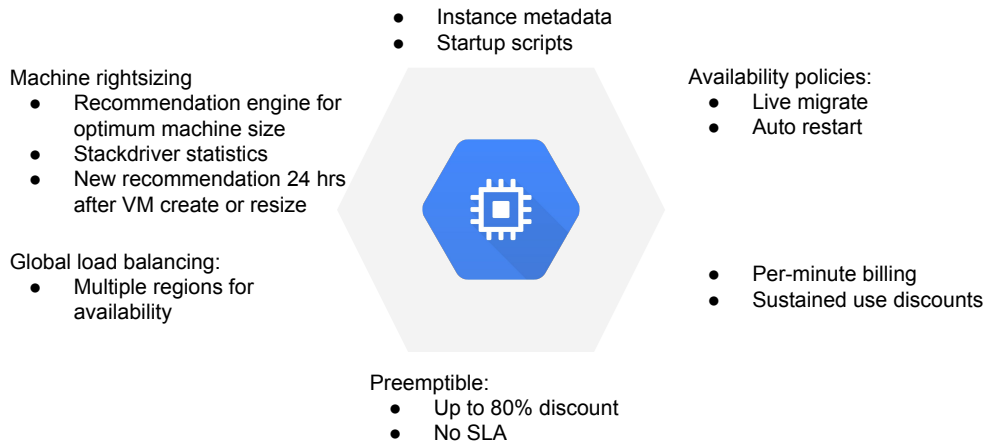 ● Instance metadata
● Startup scripts
Machine rightsizing
● Recommendation engine for
optimum machine size
● Stackdriver statistics
● New recommendation 24 hrs
after VM create or resize
Availability policies:
● Live migrate
● Auto restart
Global load balancing:
● Multiple regions for
availability
● Per-minute billing
● Sustained use discounts
Preemptible:
● Up to 80% discount
● No SLA